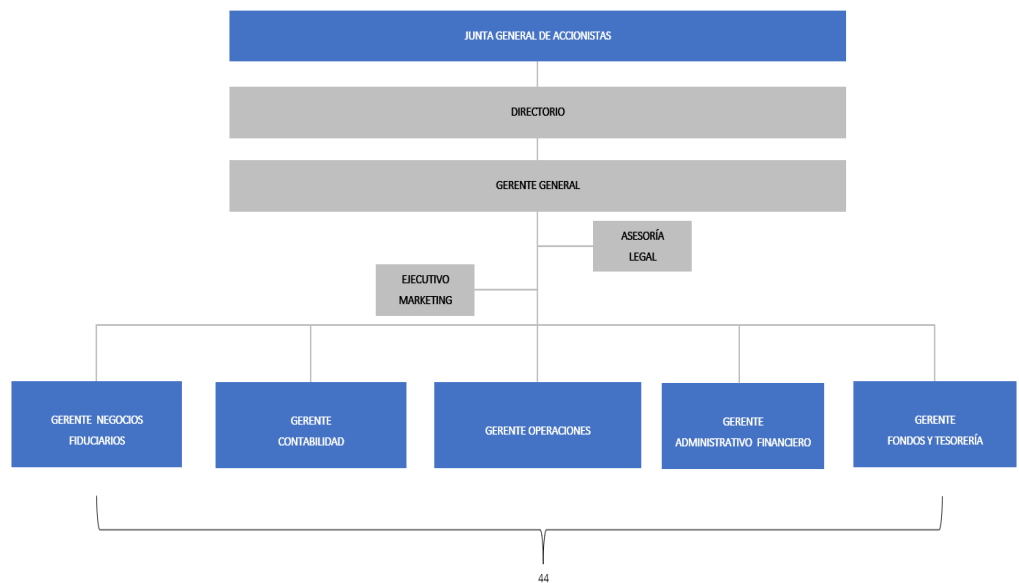 JUNTA GENERAL DE ACCIONISTAS
DIRECTORIO
GERENTE GENERAL
ASESORÍA
LEGAL
EJECUTIVO
MARKETING
GERENTE NEGOCIOS
FIDUCIARIOS
GERENTE
CONTABILIDAD
GERENTE OPERACIONES
GERENTE
ADMINISTRATIVO FINANCIERO
GERENTE
FONDOS Y TESORERÍA
44